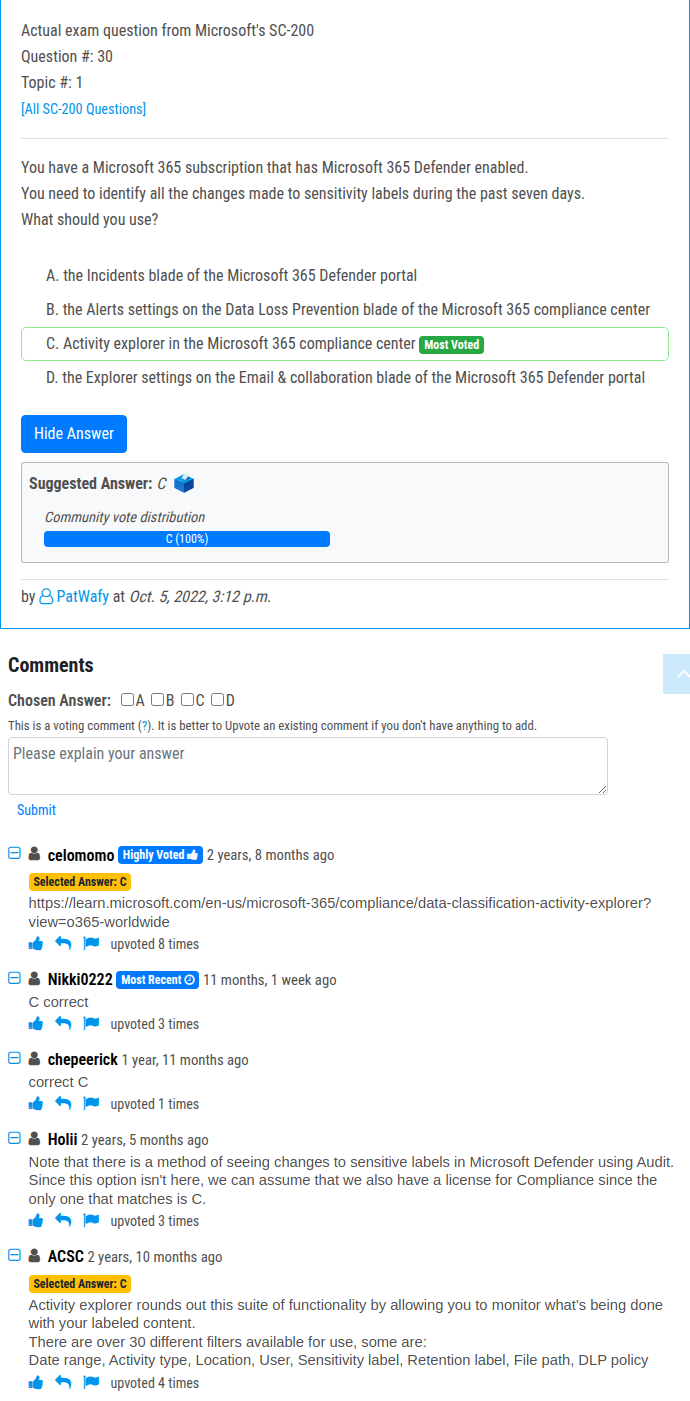 Actual exam question from Microsoft's SC-200
Question #: 30
Topic #: 1
[All SC-200 Questions]
You have a Microsoft 365 subscription that has Microsoft 365 Defender enabled.
You need to identify all the changes made to sensitivity labels during the past seven days.
What should you use?
A. the Incidents blade of the Microsoft 365 Defender portal
B. the Alerts settings on the Data Loss Prevention blade of the Microsoft 365 compliance center
C. Activity explorer in the Microsoft 365 compliance center Most Voted
D. the Explorer settings on the Email & collaboration blade of the Microsoft 365 Defender portal
Hide Answer
Suggested Answer: C
Community vote distribution
C (100%)
by PatWafy at Oct. 5, 2022, 3:12 p.m.
Comments
Chosen Answer: A B C D
This is a voting comment (?). It is better to Upvote an existing comment if you don't have anything to add.
Please explain your answer
Submit
celomomo Highly Voted 2 years, 8 months ago
Selected Answer: C
https://learn.microsoft.com/en-us/microsoft-365/compliance/data-classification-activity-explorer?
view=o365-worldwide
upvoted 8 times
Nikki0222 Most Recent 11 months, 1 week ago
C correct
upvoted 3 times
chepeerick 1 year, 11 months ago
correct C
upvoted 1 times
Holii 2 years, 5 months ago
Note that there is a method of seeing changes to sensitive labels in Microsoft Defender using Audit.
Since this option isn't here, we can assume that we also have a license for Compliance since the
only one that matches is C.
upvoted 3 times
ACSC 2 years, 10 months ago
Selected Answer: C
Activity explorer rounds out this suite of functionality by allowing you to monitor what's being done
with your labeled content.
There are over 30 different filters available for use, some are:
Date range, Activity type, Location, User, Sensitivity label, Retention label, File path, DLP policy
upvoted 4 times